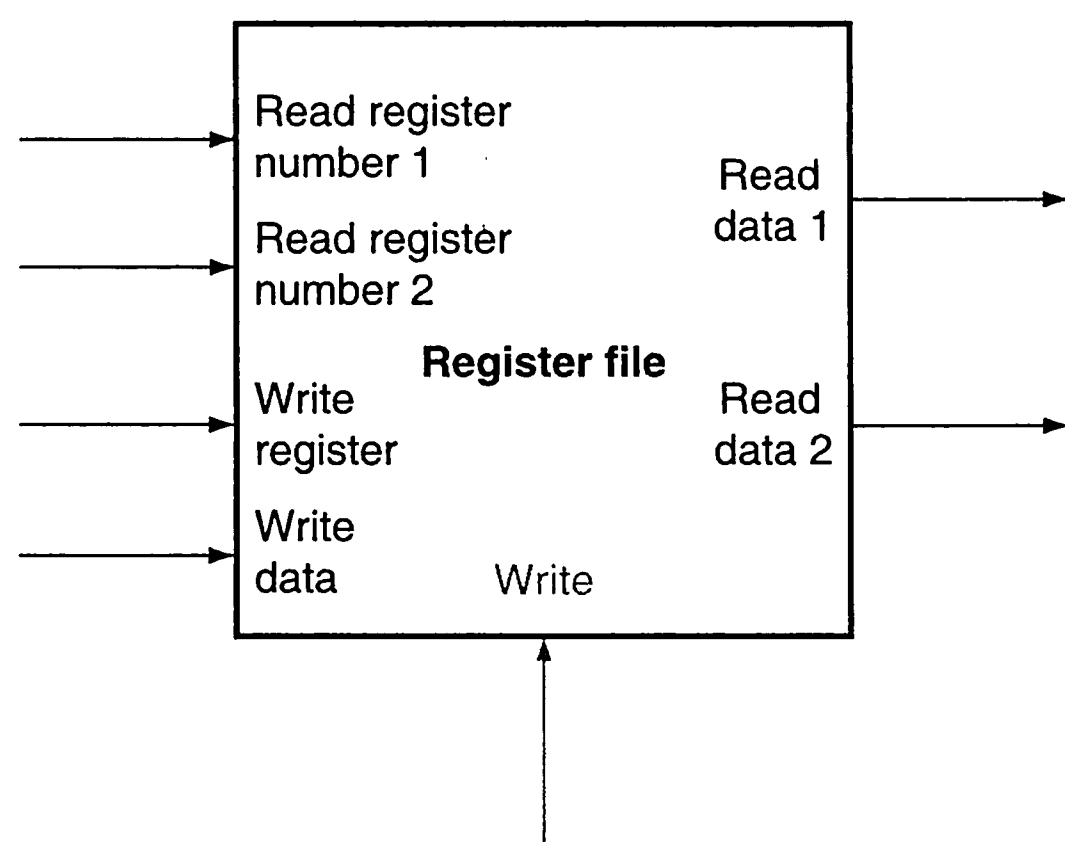 Read register
number 1
Read
data 1
Read register
number 2
Register file
Write
register
Read
data 2
Write
data
Write